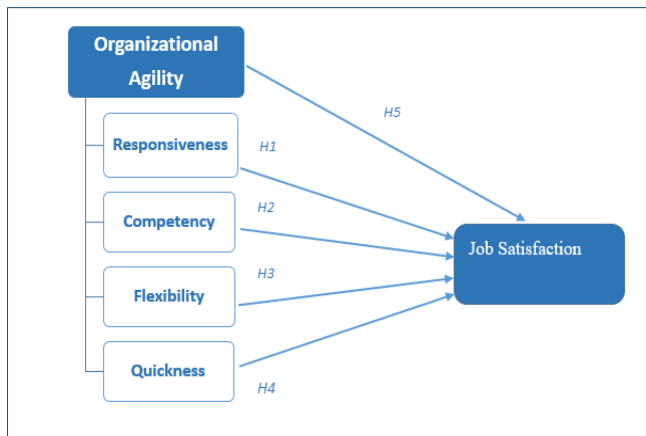 Organizational
Agility
H5
Responsiveness
H1
Competency
H2
Job Satisfaction
Flexibility
H3
Quickness
H4